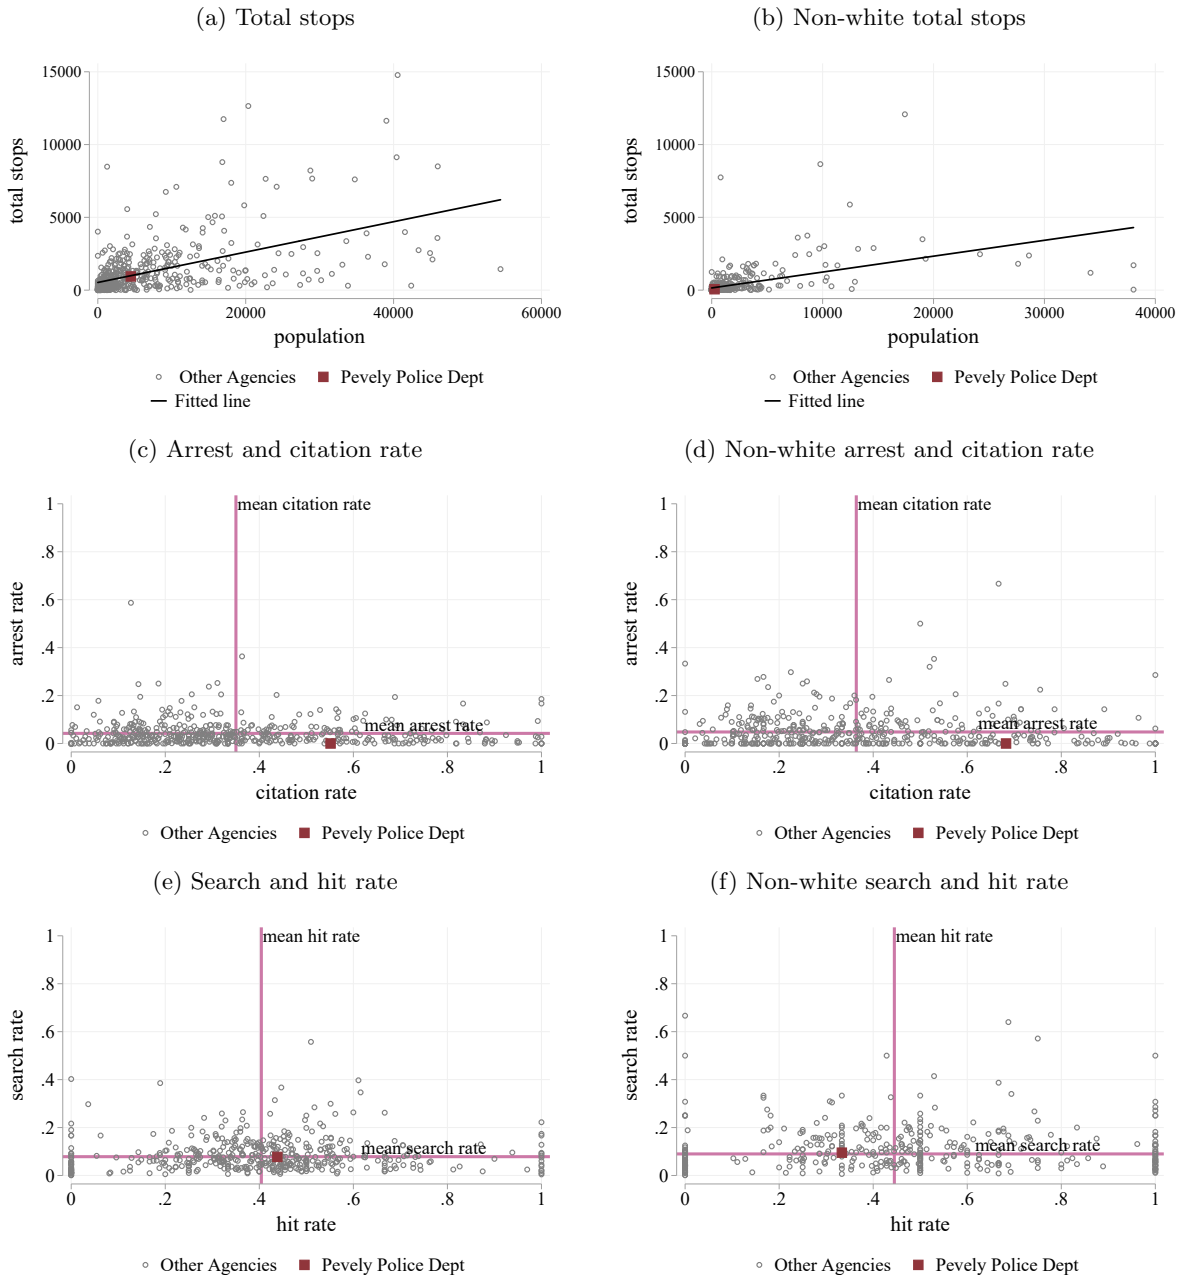 (a) Total stops
(b) Non-white total stops
15000
10000
5000
0
total stops
0 20000 40000 60000
population
Other Agencies Pevely Police Dept
Fitted line
15000
10000
5000
0
total stops
0 10000 20000 30000 40000
population
Other Agencies Pevely Police Dept
Fitted line
(c) Arrest and citation rate
(d) Non-white arrest and citation rate
mean citation rate
1
.8
.6
.4
.2
0
arrest rate
mean arrest rate
0 .2 .4 .6 .8 1
citation rate
Other Agencies Pevely Police Dept
mean citation rate
1
.8
.6
.4
.2
0
arrest rate
mean arrest rate
0 .2 .4 .6 .8 1
citation rate
Other Agencies Pevely Police Dept
(e) Search and hit rate
(f) Non-white search and hit rate
mean hit rate
1
.8
.6
.4
.2
0
search rate
mean search rate
0 .2 .4 .6 .8 1
hit rate
Other Agencies Pevely Police Dept
mean hit rate
1
.8
.6
.4
.2
0
search rate
mean search rate
0 .2 .4 .6 .8 1
hit rate
Other Agencies Pevely Police Dept